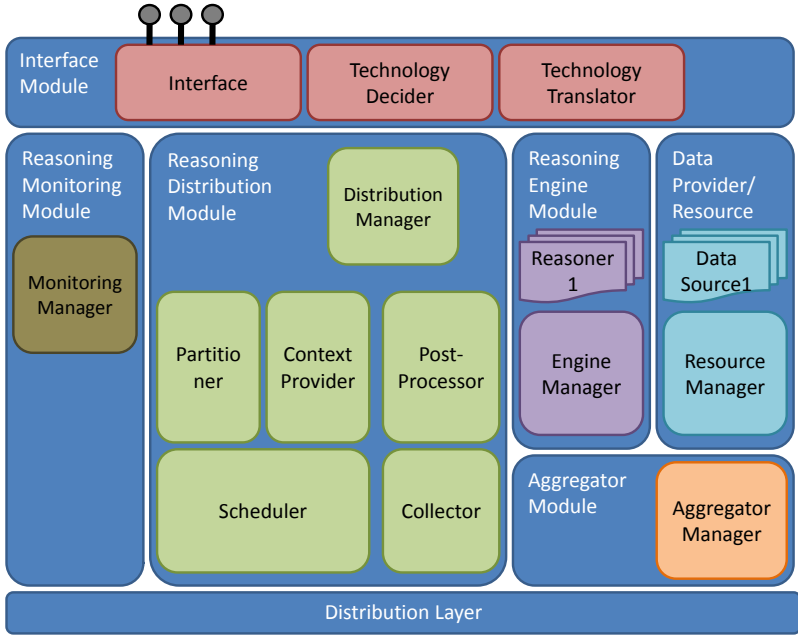 Interface
Module
Interface
Technology
Decider
Technology
Translator
Reasoning
Monitoring
Module
Monitoring
Manager
Reasoning
Distribution
Module
Distribution
Manager
Partitio
ner
Context
Provider
Post-
Processor
Scheduler
Collector
Reasoning
Engine
Module
Reasoner
1
Engine
Manager
Data
Provider/
Resource
Data
Source1
Resource
Manager
Aggregator
Module
Aggregator
Manager
Distribution Layer